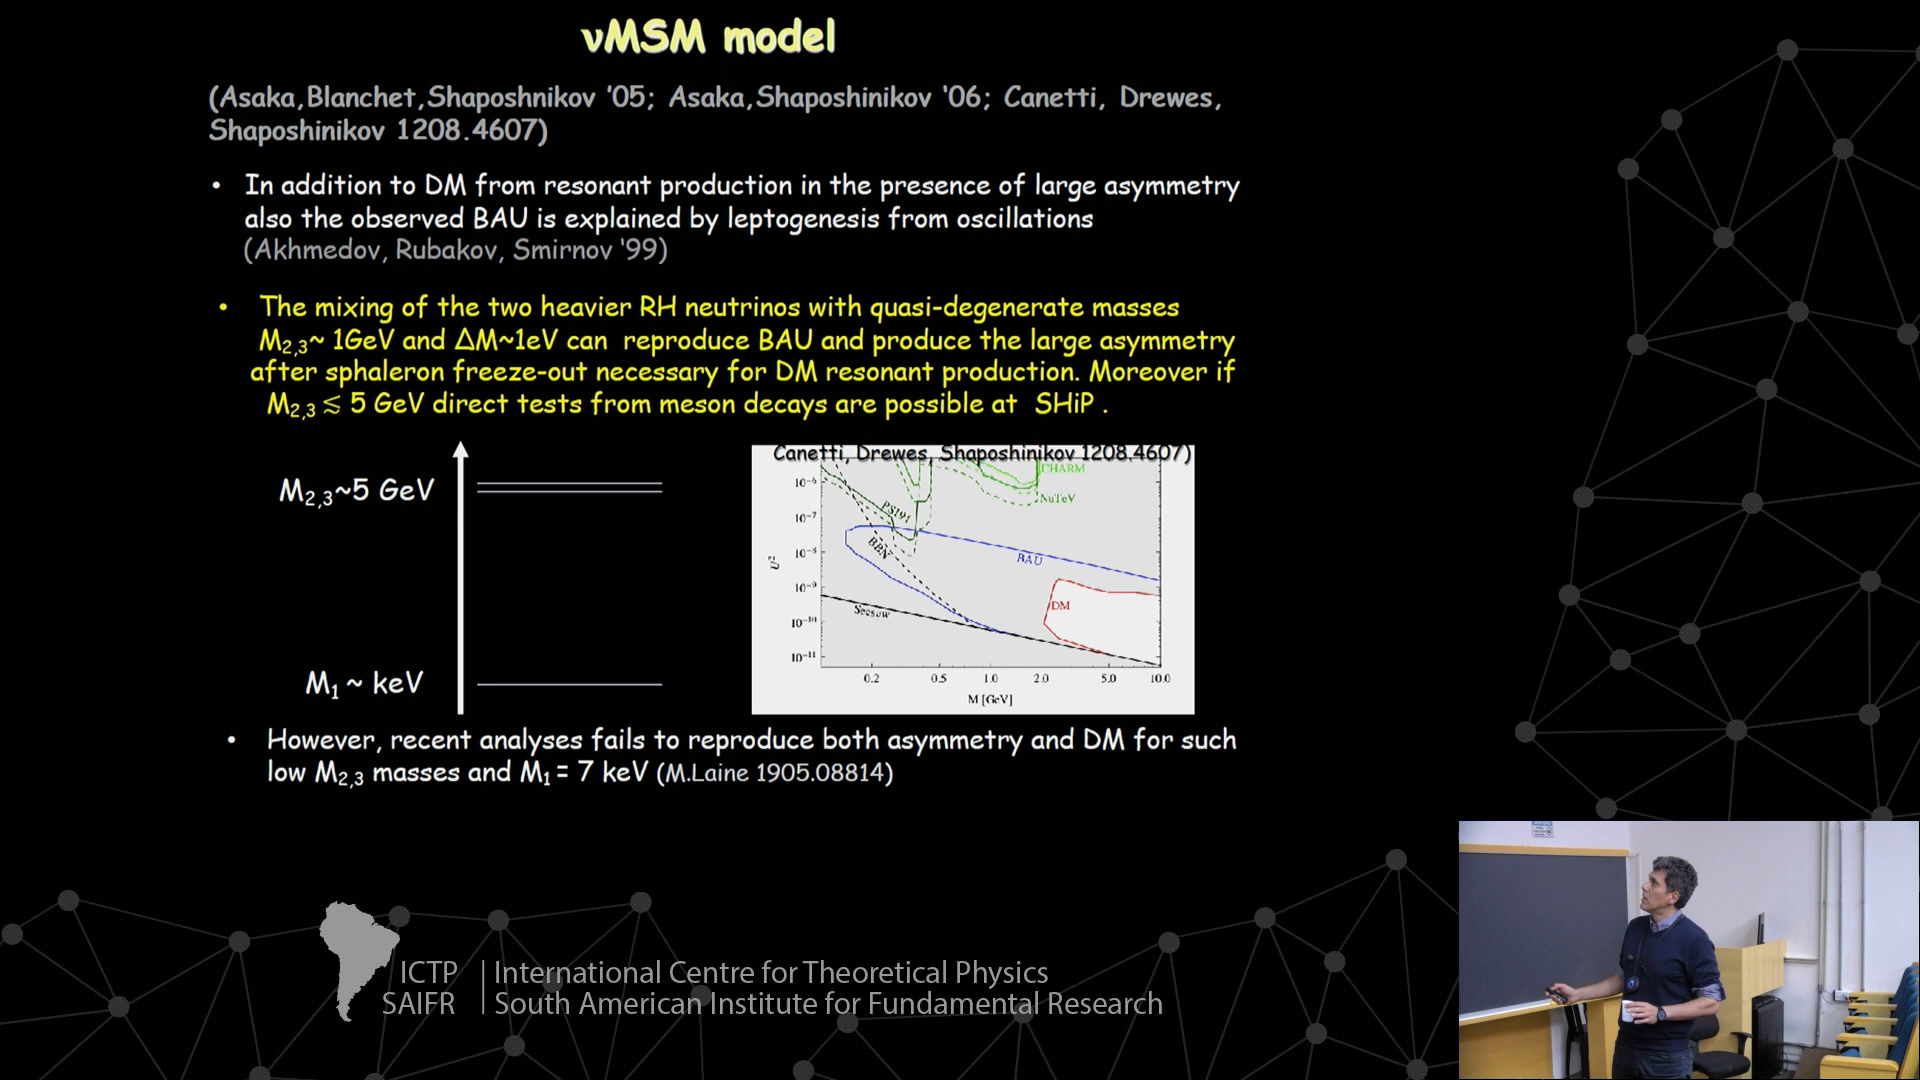 νMSM model
(Asaka,Blanchet,Shaposhnikov '05; Asaka,Shaposhinikov '06; Canetti, Drewes,
Shaposhinikov 1208.4607)
• In addition to DM from resonant production in the presence of large asymmetry
also the observed BAU is explained by leptogenesis from oscillations
(Akhmedov, Rubakov, Smirnov '99)
• The mixing of the two heavier RH neutrinos with quasi-degenerate masses
M₂,₃~ 1GeV and ΔM~1eV can reproduce BAU and produce the large asymmetry
after sphaleron freeze-out necessary for DM resonant production. Moreover if
M₂,₃ ≲ 5 GeV direct tests from meson decays are possible at SHiP .
M₂,₃~5 GeV
M₁ ~ keV
Canetti, Drewes, Shaposhinikov 1208.4607)
CHARM
NuTeV
PS191
BBN
BAU
DM
Seesaw
U²
10⁻⁶
10⁻⁷
10⁻⁸
10⁻⁹
10⁻¹⁰
10⁻¹¹
0.2 0.5 1.0 2.0 5.0 10.0
M [GeV]
• However, recent analyses fails to reproduce both asymmetry and DM for such
low M₂,₃ masses and M₁ = 7 keV (M.Laine 1905.08814)
ICTP | International Centre for Theoretical Physics
SAIFR | South American Institute for Fundamental Research